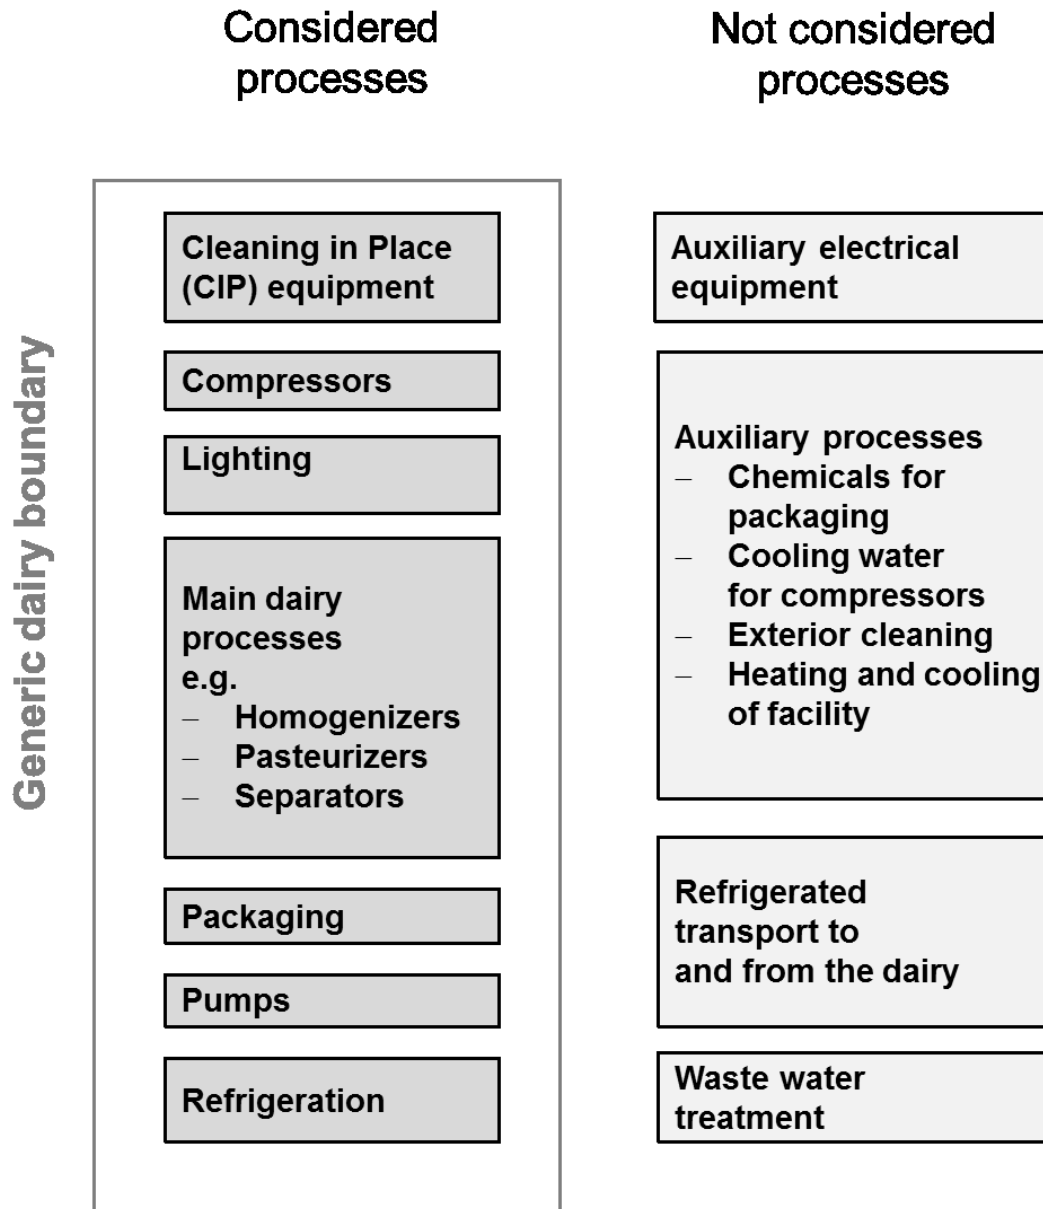 Considered
processes
Not considered
processes
Generic dairy boundary
Cleaning in Place
(CIP) equipment
Compressors
Lighting
Main dairy
processes
e.g.
– Homogenizers
– Pasteurizers
– Separators
Packaging
Pumps
Refrigeration
Auxiliary electrical
equipment
Auxiliary processes
– Chemicals for
packaging
– Cooling water
for compressors
– Exterior cleaning
– Heating and cooling
of facility
Refrigerated
transport to
and from the dairy
Waste water
treatment